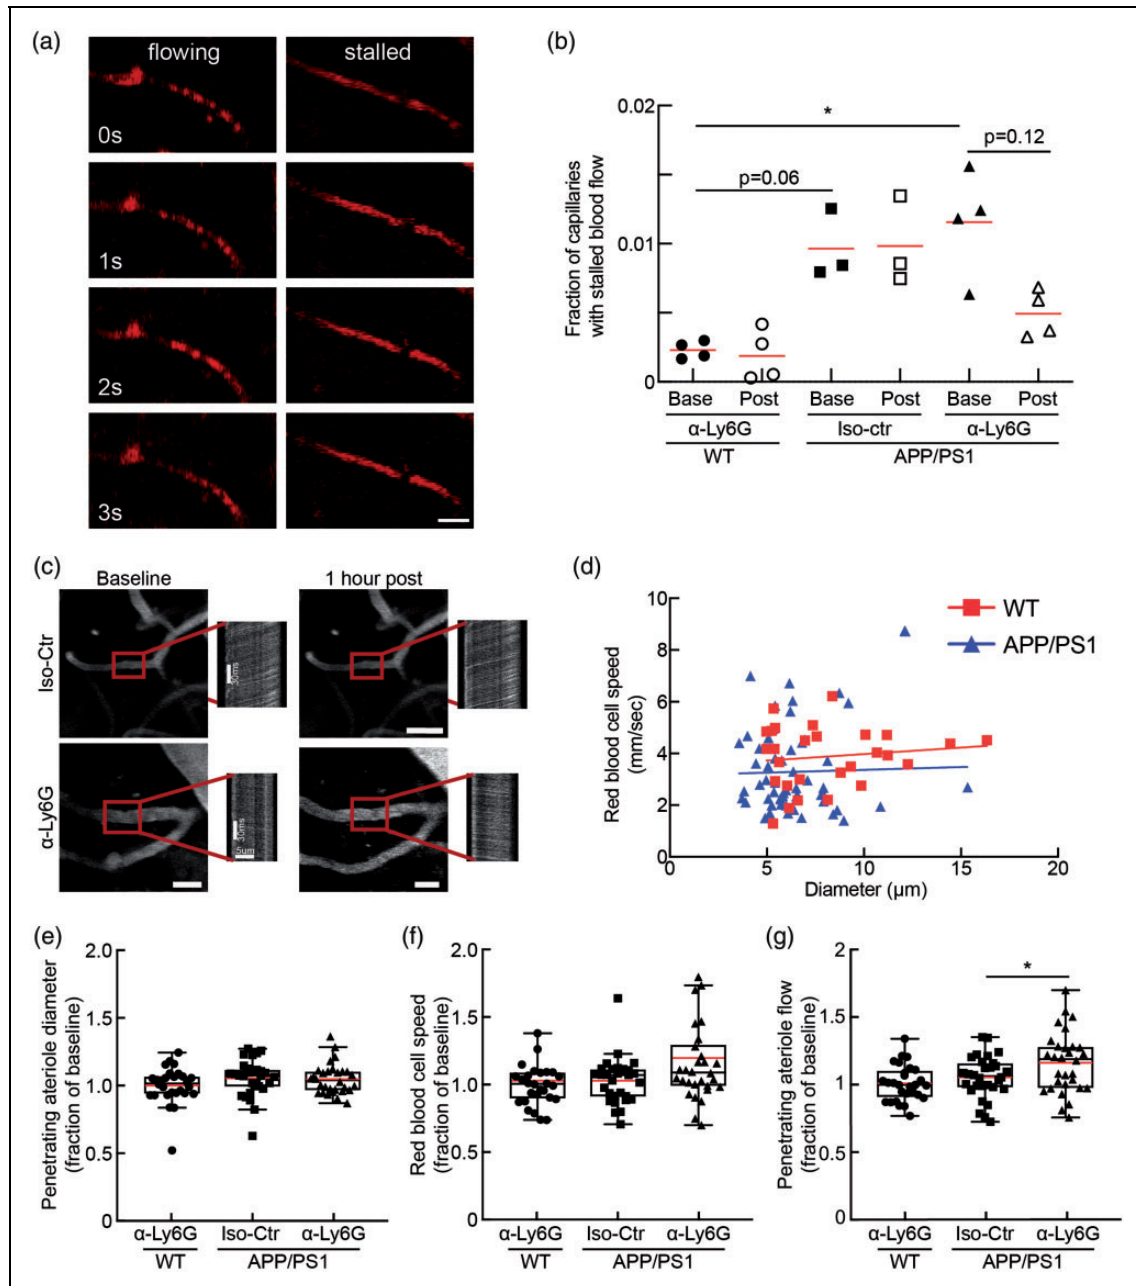 (a)
flowing
stalled
0s
1s
2s
3s
(b)
Fraction of capillaries
with stalled blood flow
0.02
0.01
0
*
p=0.12
p=0.06
Base Post Base Post Base Post
α-Ly6G Iso-ctr α-Ly6G
WT APP/PS1
(c)
Baseline
1 hour post
Iso-Ctr
30ms
α-Ly6G
30ms
5um
(d)
Red blood cell speed
(mm/sec)
10
8
6
4
2
0
WT
APP/PS1
0 5 10 15 20
Diameter (μm)
(e)
Penetrating ateriole diameter
(fraction of baseline)
2.0
1.5
1.0
0.5
0
α-Ly6G Iso-Ctr α-Ly6G
WT APP/PS1
(f)
Red blood cell speed
(fraction of baseline)
2.0
1.5
1.0
0.5
0
α-Ly6G Iso-Ctr α-Ly6G
WT APP/PS1
(g)
Penetrating ateriole flow
(fraction of baseline)
2
1.5
1
0.5
0
*
α-Ly6G Iso-Ctr α-Ly6G
WT APP/PS1